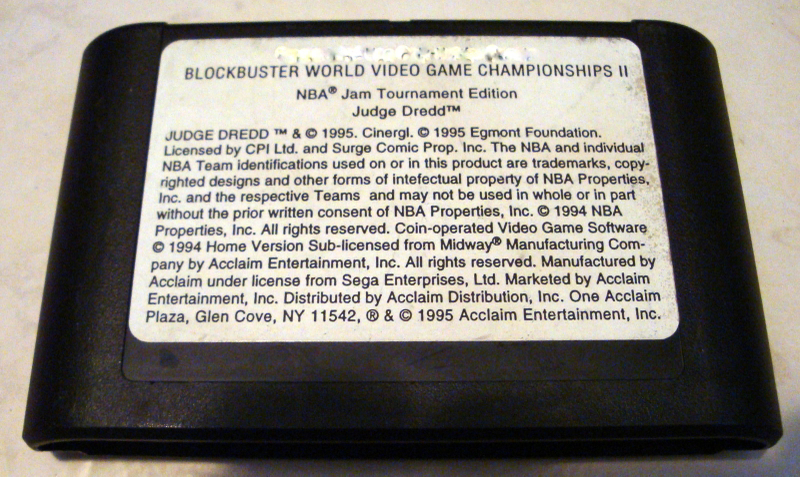 BLOCKBUSTER WORLD VIDEO GAME CHAMPIONSHIPS II
NBA® Jam Tournament Edition
Judge Dredd™
JUDGE DREDD ™ & © 1995. Cinergl. © 1995 Egmont Foundation.
Licensed by CPI Ltd. and Surge Comic Prop. Inc. The NBA and individual
NBA Team identifications used on or in this product are trademarks, copy-
righted designs and other forms of intefectual property of NBA Properties,
Inc. and the respective Teams and may not be used in whole or in part
without the prior written consent of NBA Properties, Inc. © 1994 NBA
Properties, Inc. All rights reserved. Coin-operated Video Game Software
© 1994 Home Version Sub-licensed from Midway® Manufacturing Com-
pany by Acclaim Entertainment, Inc. All rights reserved. Manufactured by
Acclaim under license from Sega Enterprises, Ltd. Marketed by Acclaim
Entertainment, Inc. Distributed by Acclaim Distribution, Inc. One Acclaim
Plaza, Glen Cove, NY 11542, ® & © 1995 Acclaim Entertainment, Inc.